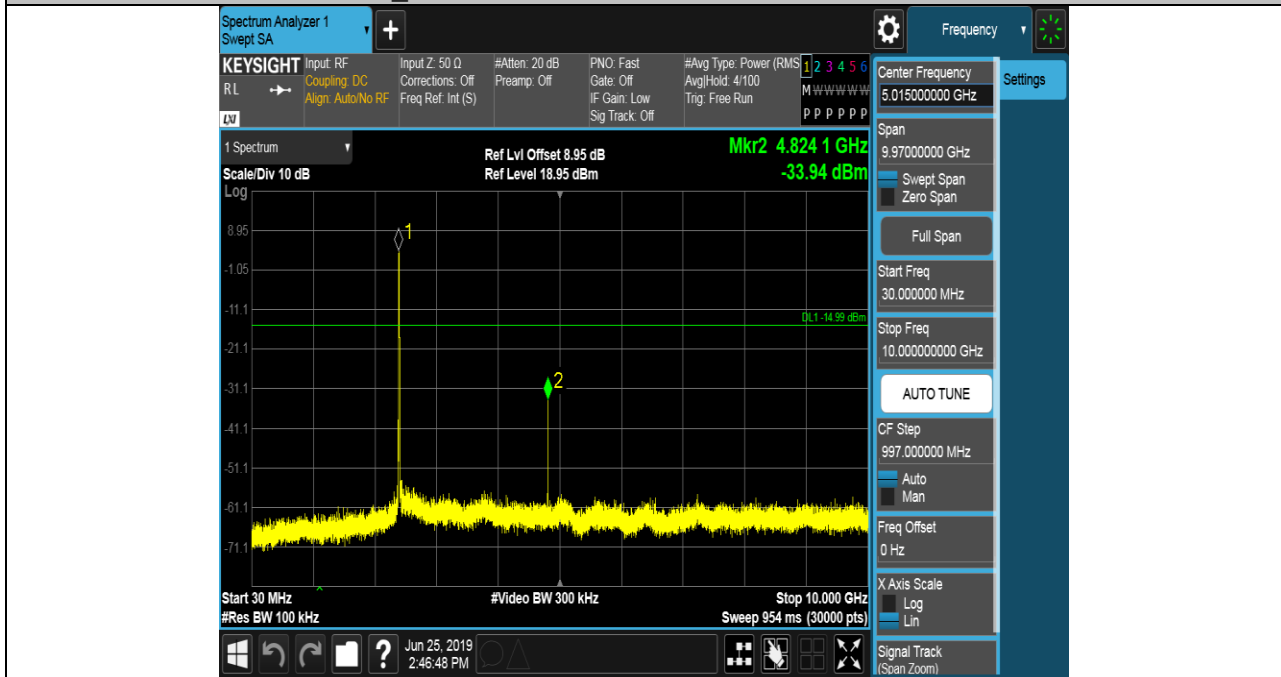 Spectrum Analyzer 1
Swept SA
+
Frequency
KEYSIGHT
RL
LXI
Input: RF
Coupling: DC
Align: Auto/No RF
Input Z: 50 Ω
Corrections: Off
Freq Ref: Int (S)
#Atten: 20 dB
Preamp: Off
PNO: Fast
Gate: Off
IF Gain: Low
Sig Track: Off
#Avg Type: Power (RMS
Avg|Hold: 4/100
Trig: Free Run
1 2 3 4 5 6
M W W W W W
P P P P P P
1 Spectrum
Scale/Div 10 dB
Ref Lvl Offset 8.95 dB
Ref Level 18.95 dBm
Mkr2 4.824 1 GHz
-33.94 dBm
Log
8.95
-1.05
-11.1
-21.1
-31.1
-41.1
-51.1
-61.1
-71.1
1
DL1 -14.99 dBm
2
Start 30 MHz
#Res BW 100 kHz
#Video BW 300 kHz
Stop 10.000 GHz
Sweep 954 ms (30000 pts)
?
Jun 25, 2019
2:46:48 PM
Center Frequency
5.015000000 GHz
Settings
Span
9.97000000 GHz
Swept Span
Zero Span
Full Span
Start Freq
30.000000 MHz
Stop Freq
10.000000000 GHz
AUTO TUNE
CF Step
997.000000 MHz
Auto
Man
Freq Offset
0 Hz
X Axis Scale
Log
Lin
Signal Track
(Span Zoom)